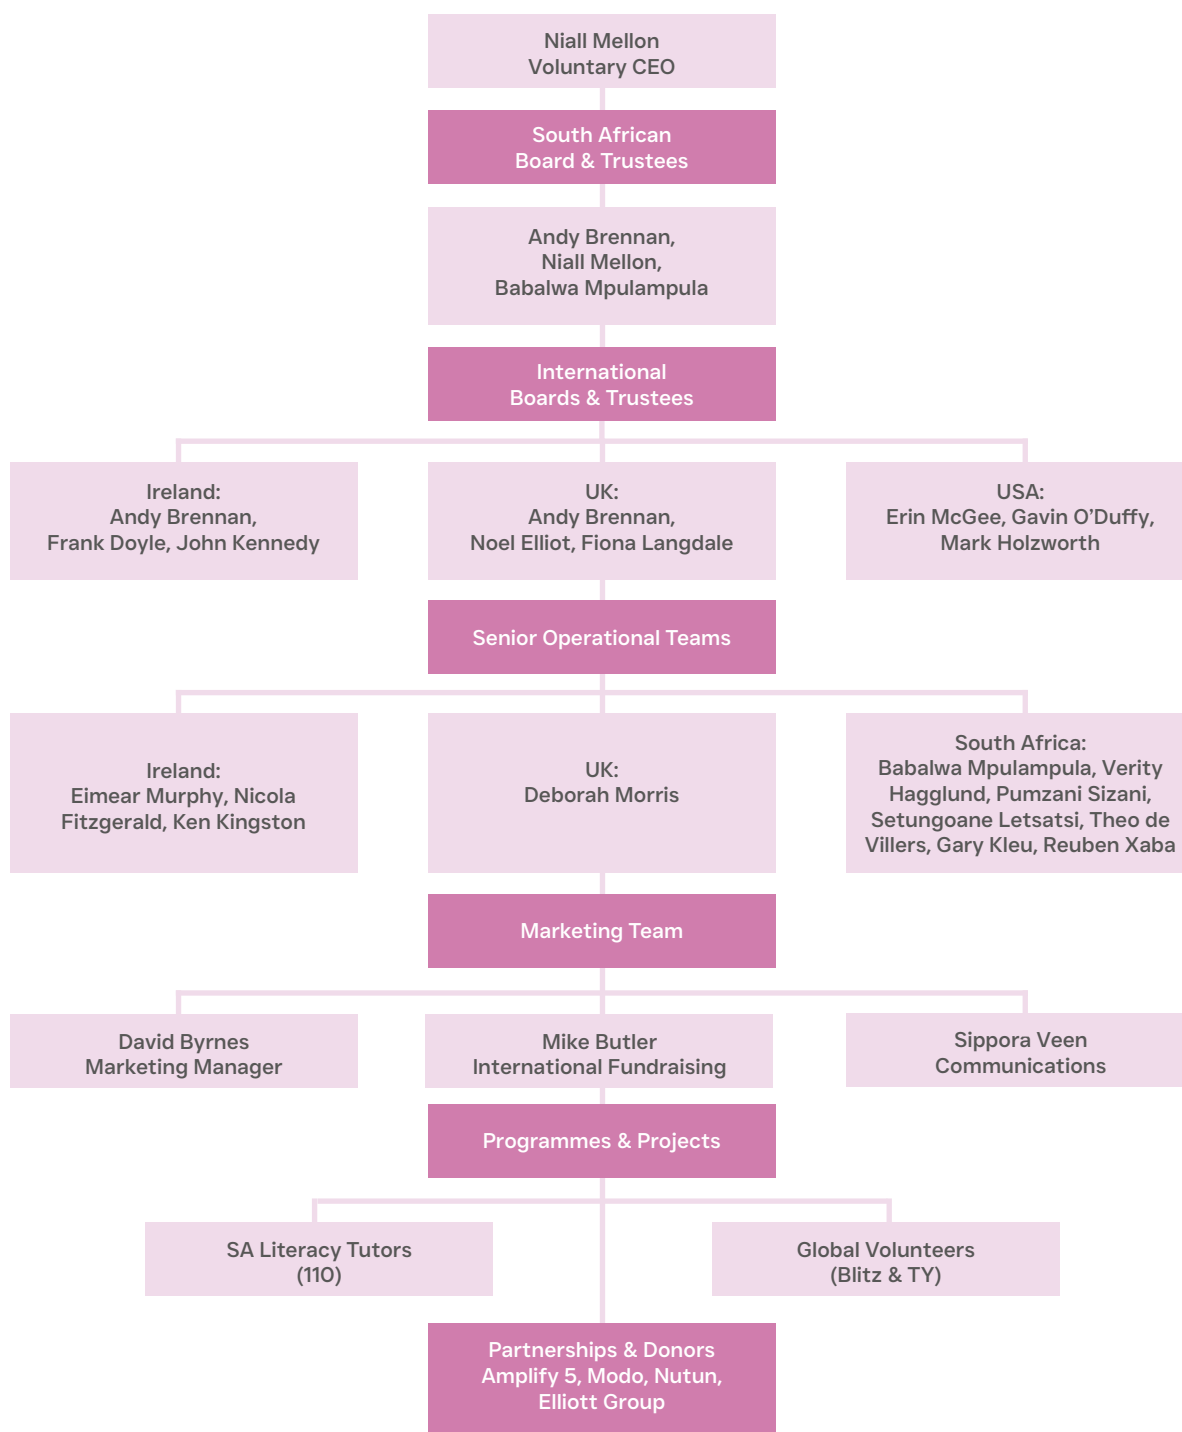 Niall Mellon
Voluntary CEO
South African
Board & Trustees
Andy Brennan,
Niall Mellon,
Babalwa Mpulampula
International
Boards & Trustees
Ireland:
Andy Brennan,
Frank Doyle, John Kennedy
UK:
Andy Brennan,
Noel Elliot, Fiona Langdale
USA:
Erin McGee, Gavin O’Duffy,
Mark Holzworth
Senior Operational Teams
Ireland:
Eimear Murphy, Nicola
Fitzgerald, Ken Kingston
UK:
Deborah Morris
South Africa:
Babalwa Mpulampula, Verity
Hagglund, Pumzani Sizani,
Setungoane Letsatsi, Theo de
Villers, Gary Kleu, Reuben Xaba
Marketing Team
David Byrnes
Marketing Manager
Mike Butler
International Fundraising
Sippora Veen
Communications
Programmes & Projects
SA Literacy Tutors
(110)
Global Volunteers
(Blitz & TY)
Partnerships & Donors
Amplify 5, Modo, Nutun,
Elliott Group